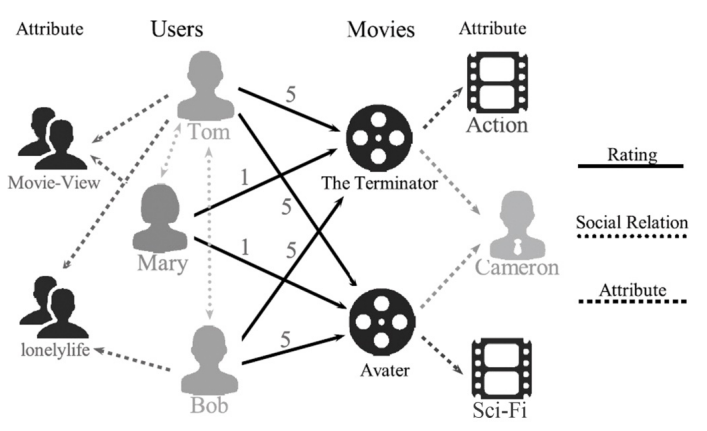 Attribute
Users
Movies
Attribute
5
Tom
Action
Movie-View
1
The Terminator
Rating
5
Mary
5
Social Relation
1
Cameron
Attribute
5
lonelylife
Avater
Bob
Sci-Fi